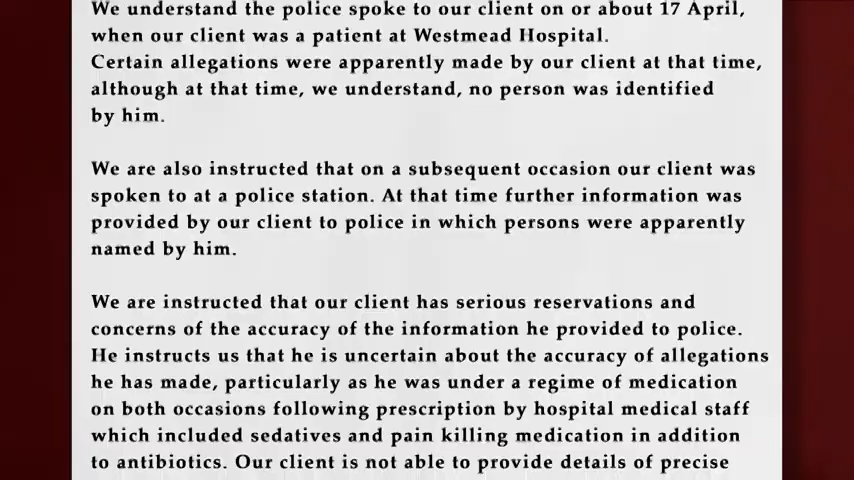 We understand the police spoke to our client on or about 17 April,
when our client was a patient at Westmead Hospital.
Certain allegations were apparently made by our client at that time,
although at that time, we understand, no person was identified
by him.
We are also instructed that on a subsequent occasion our client was
spoken to at a police station. At that time further information was
provided by our client to police in which persons were apparently
named by him.
We are instructed that our client has serious reservations and
concerns of the accuracy of the information he provided to police.
He instructs us that he is uncertain about the accuracy of allegations
he has made, particularly as he was under a regime of medication
on both occasions following prescription by hospital medical staff
which included sedatives and pain killing medication in addition
to antibiotics. Our client is not able to provide details of precise